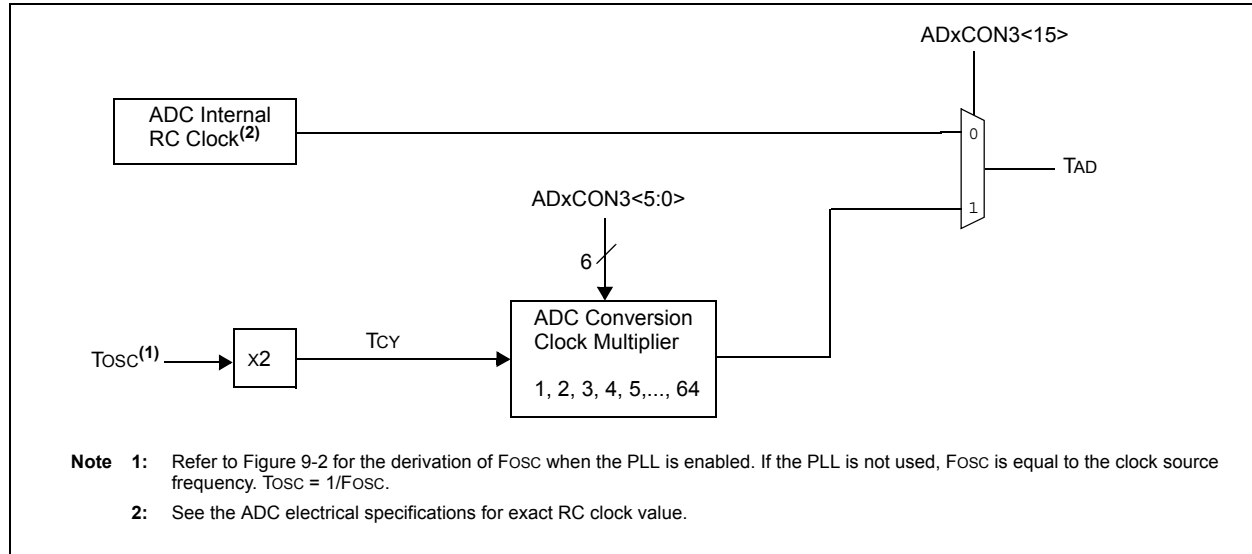 ADxCON3<15>
ADC Internal
RC Clock(2)
0
TAD
ADxCON3<5:0>
1
6
ADC Conversion
Clock Multiplier
TOSC(1)
X2
TCY
1, 2, 3, 4, 5,..., 64
Note 1: Refer to Figure 9-2 for the derivation of FOSC when the PLL is enabled. If the PLL is not used, FOSC is equal to the clock source
frequency. TOSC = 1/FOSC.
2: See the ADC electrical specifications for exact RC clock value.